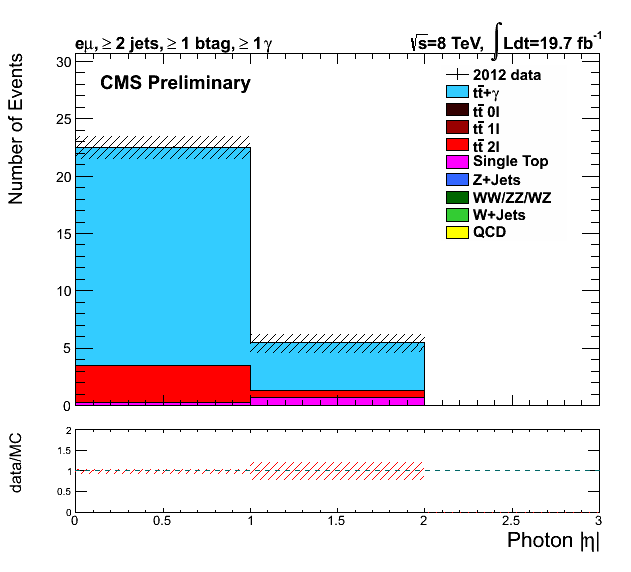 eμ, ≥ 2 jets, ≥ 1 btag, ≥ 1 γ
√s=8 TeV, ∫Ldt=19.7 fb⁻¹
Number of Events
CMS Preliminary
2012 data
tt̄+γ
tt̄ 0l
tt̄ 1l
tt̄ 2l
Single Top
Z+Jets
WW/ZZ/WZ
W+Jets
QCD
30
25
20
15
10
5
0
data/MC
2
1.5
1
0.5
0
0
0.5
1
1.5
2
2.5
3
Photon |η|